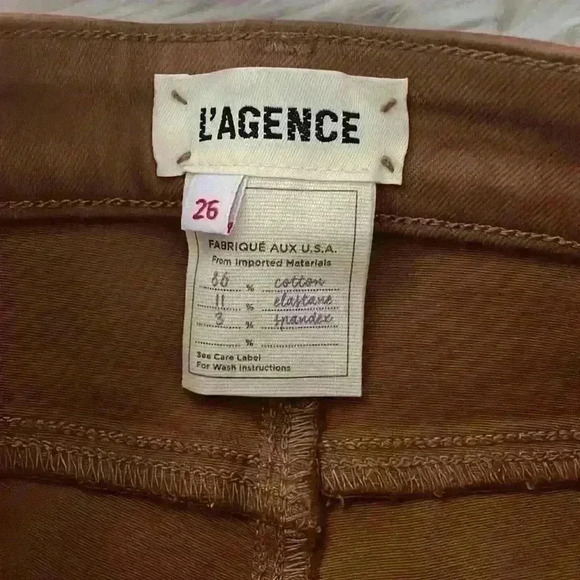 L'AGENCE
26
FABRIQUÉ AUX U.S.A.
From Imported Materials
86 % cotton
11 % elastane
3 % spandex
%
See Care Label
For Wash Instructions